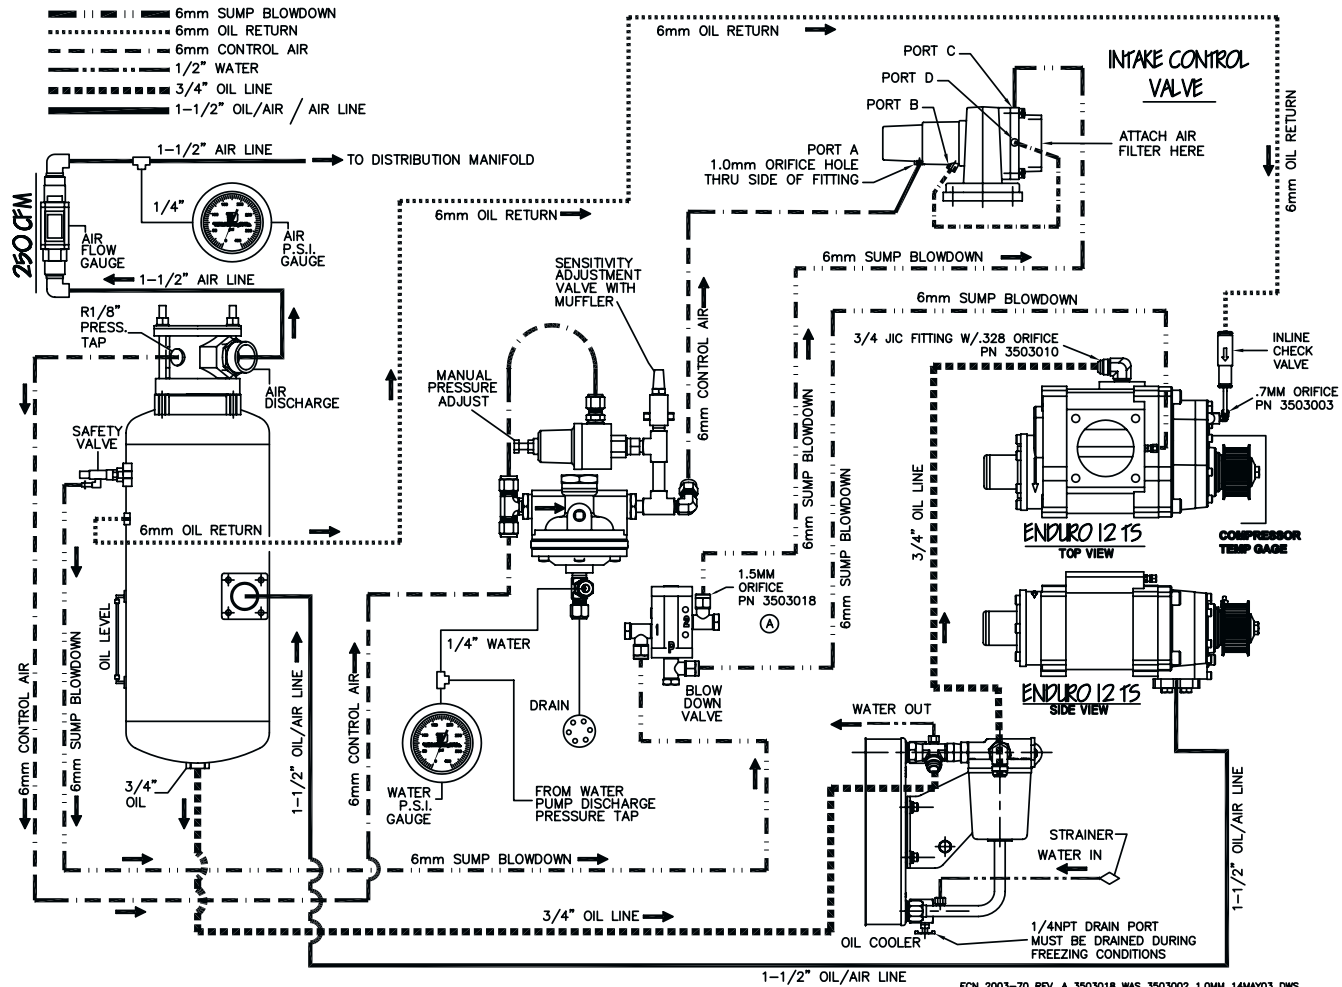 6mm SUMP BLOWDOWN
6mm OIL RETURN
6mm CONTROL AIR
1/2" WATER
3/4" OIL LINE
1-1/2" OIL/AIR / AIR LINE
6mm OIL RETURN
PORT C
PORT D
PORT B
INTAKE CONTROL
VALVE
PORT A
1.0mm ORIFICE HOLE
THRU SIDE OF FITTING
ATTACH AIR
FILTER HERE
6mm OIL RETURN
1-1/2" AIR LINE
TO DISTRIBUTION MANIFOLD
250 CFM
1/4"
AIR
FLOW
GAUGE
AIR
P.S.I.
GAUGE
6mm OIL RETURN
1-1/2" AIR LINE
SENSITIVITY
ADJUSTMENT
VALVE WITH
MUFFLER
6mm SUMP BLOWDOWN
6mm SUMP BLOWDOWN
R1/8"
PRESS.
TAP
AIR
DISCHARGE
MANUAL
PRESSURE
ADJUST
6mm CONTROL AIR
3/4 JIC FITTING W/.328 ORIFICE
PN 3503010
INLINE
CHECK
VALVE
.7MM ORIFICE
PN 3503003
SAFETY
VALVE
6mm OIL RETURN
6mm SUMP BLOWDOWN
6mm SUMP BLOWDOWN
3/4" OIL LINE
ENDURO 12 TS
TOP VIEW
COMPRESSOR
TEMP GAGE
1.5MM
ORIFICE
PN 3503018
A
OIL LEVEL
1/4" WATER
P
BLOW
DOWN
VALVE
ENDURO 12 TS
SIDE VIEW
6mm CONTROL AIR
6mm SUMP BLOWDOWN
1-1/2" OIL/AIR LINE
6mm CONTROL AIR
DRAIN
WATER OUT
3/4"
OIL
WATER
P.S.I.
GAUGE
FROM WATER
PUMP DISCHARGE
PRESSURE TAP
1-1/2" OIL/AIR LINE
STRAINER
WATER IN
6mm SUMP BLOWDOWN
3/4" OIL LINE
OIL COOLER
1/4NPT DRAIN PORT
MUST BE DRAINED DURING
FREEZING CONDITIONS
1-1/2" OIL/AIR LINE
ECN 2003-70 REV. A 3503018 WAS 3503002 1.0MM 14MAY03 DWS